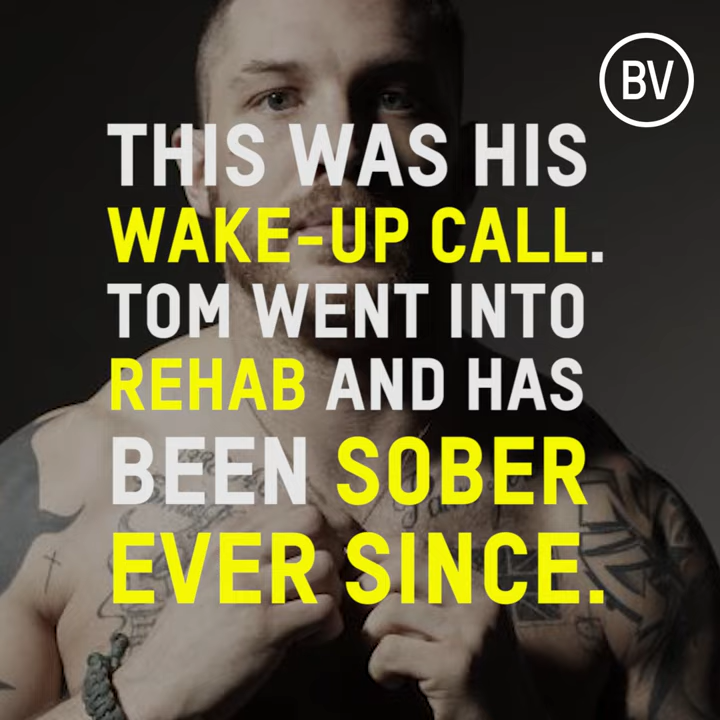 BV
THIS WAS HIS
WAKE-UP CALL.
TOM WENT INTO
REHAB AND HAS
BEEN SOBER
EVER SINCE.